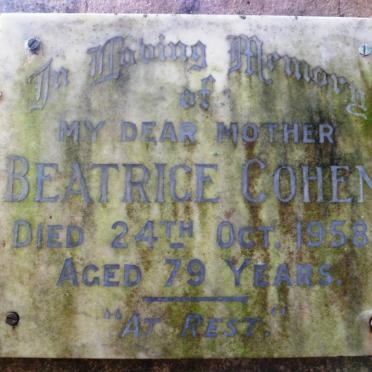 In Loving Memory
of
MY DEAR MOTHER
BEATRICE COHEN
DIED 24TH OCT. 1958
AGED 79 YEARS.
"AT REST."